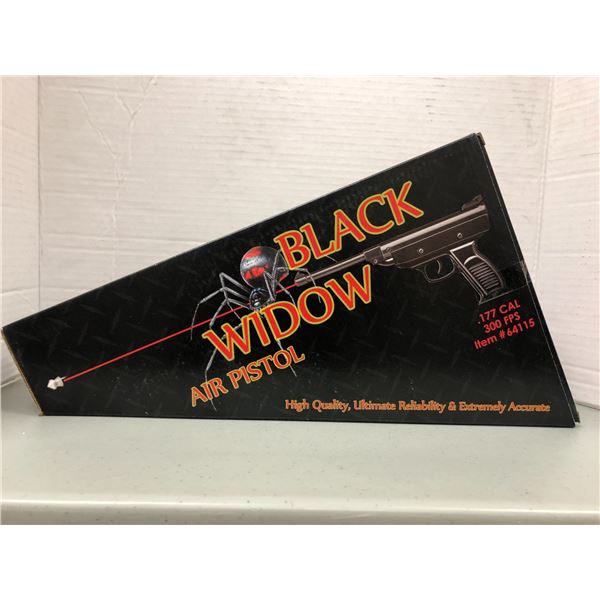 BLACK
WIDOW
AIR PISTOL
.177 CAL
300 FPS
Item #64115
High Quality, Ultimate Reliability & Extremely Accurate